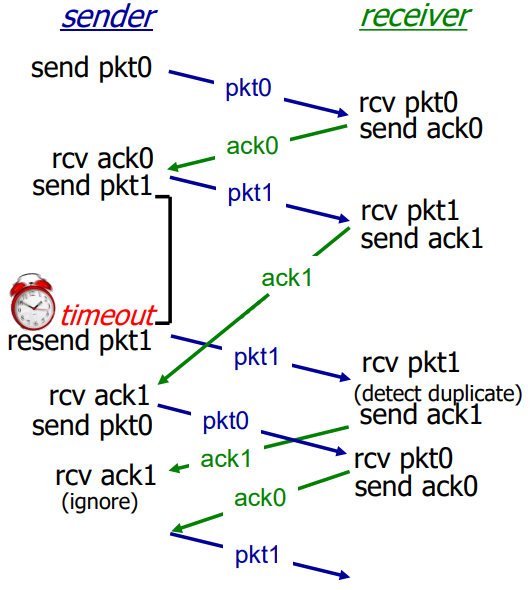 sender
receiver
send pkt0
pkt0
rcv pkt0
send ack0
ack0
rcv ack0
send pkt1
pkt1
rcv pkt1
send ack1
ack1
timeout
resend pkt1
pkt1
rcv pkt1
(detect duplicate)
send ack1
rcv ack1
send pkt0
pkt0
ack1
rcv pkt0
send ack0
rcv ack1
(ignore)
ack0
pkt1